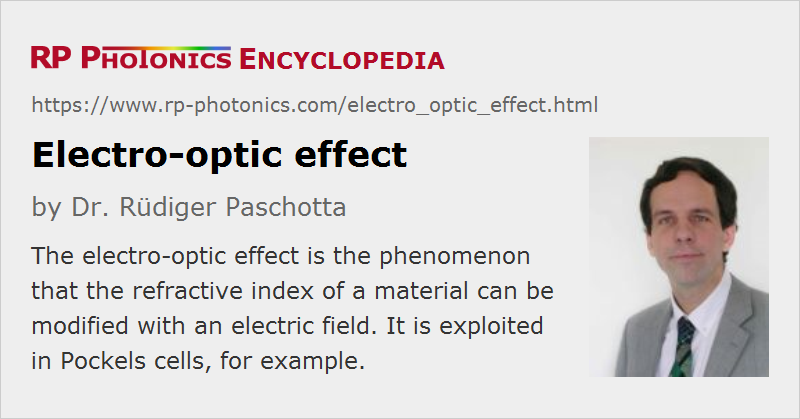 RP PHOTONICS ENCYCLOPEDIA
https://www.rp-photonics.com/electro_optic_effect.html
Electro-optic effect
by Dr. Rüdiger Paschotta
The electro-optic effect is the phenomenon
that the refractive index of a material can be
modified with an electric field. It is exploited
in Pockels cells, for example.